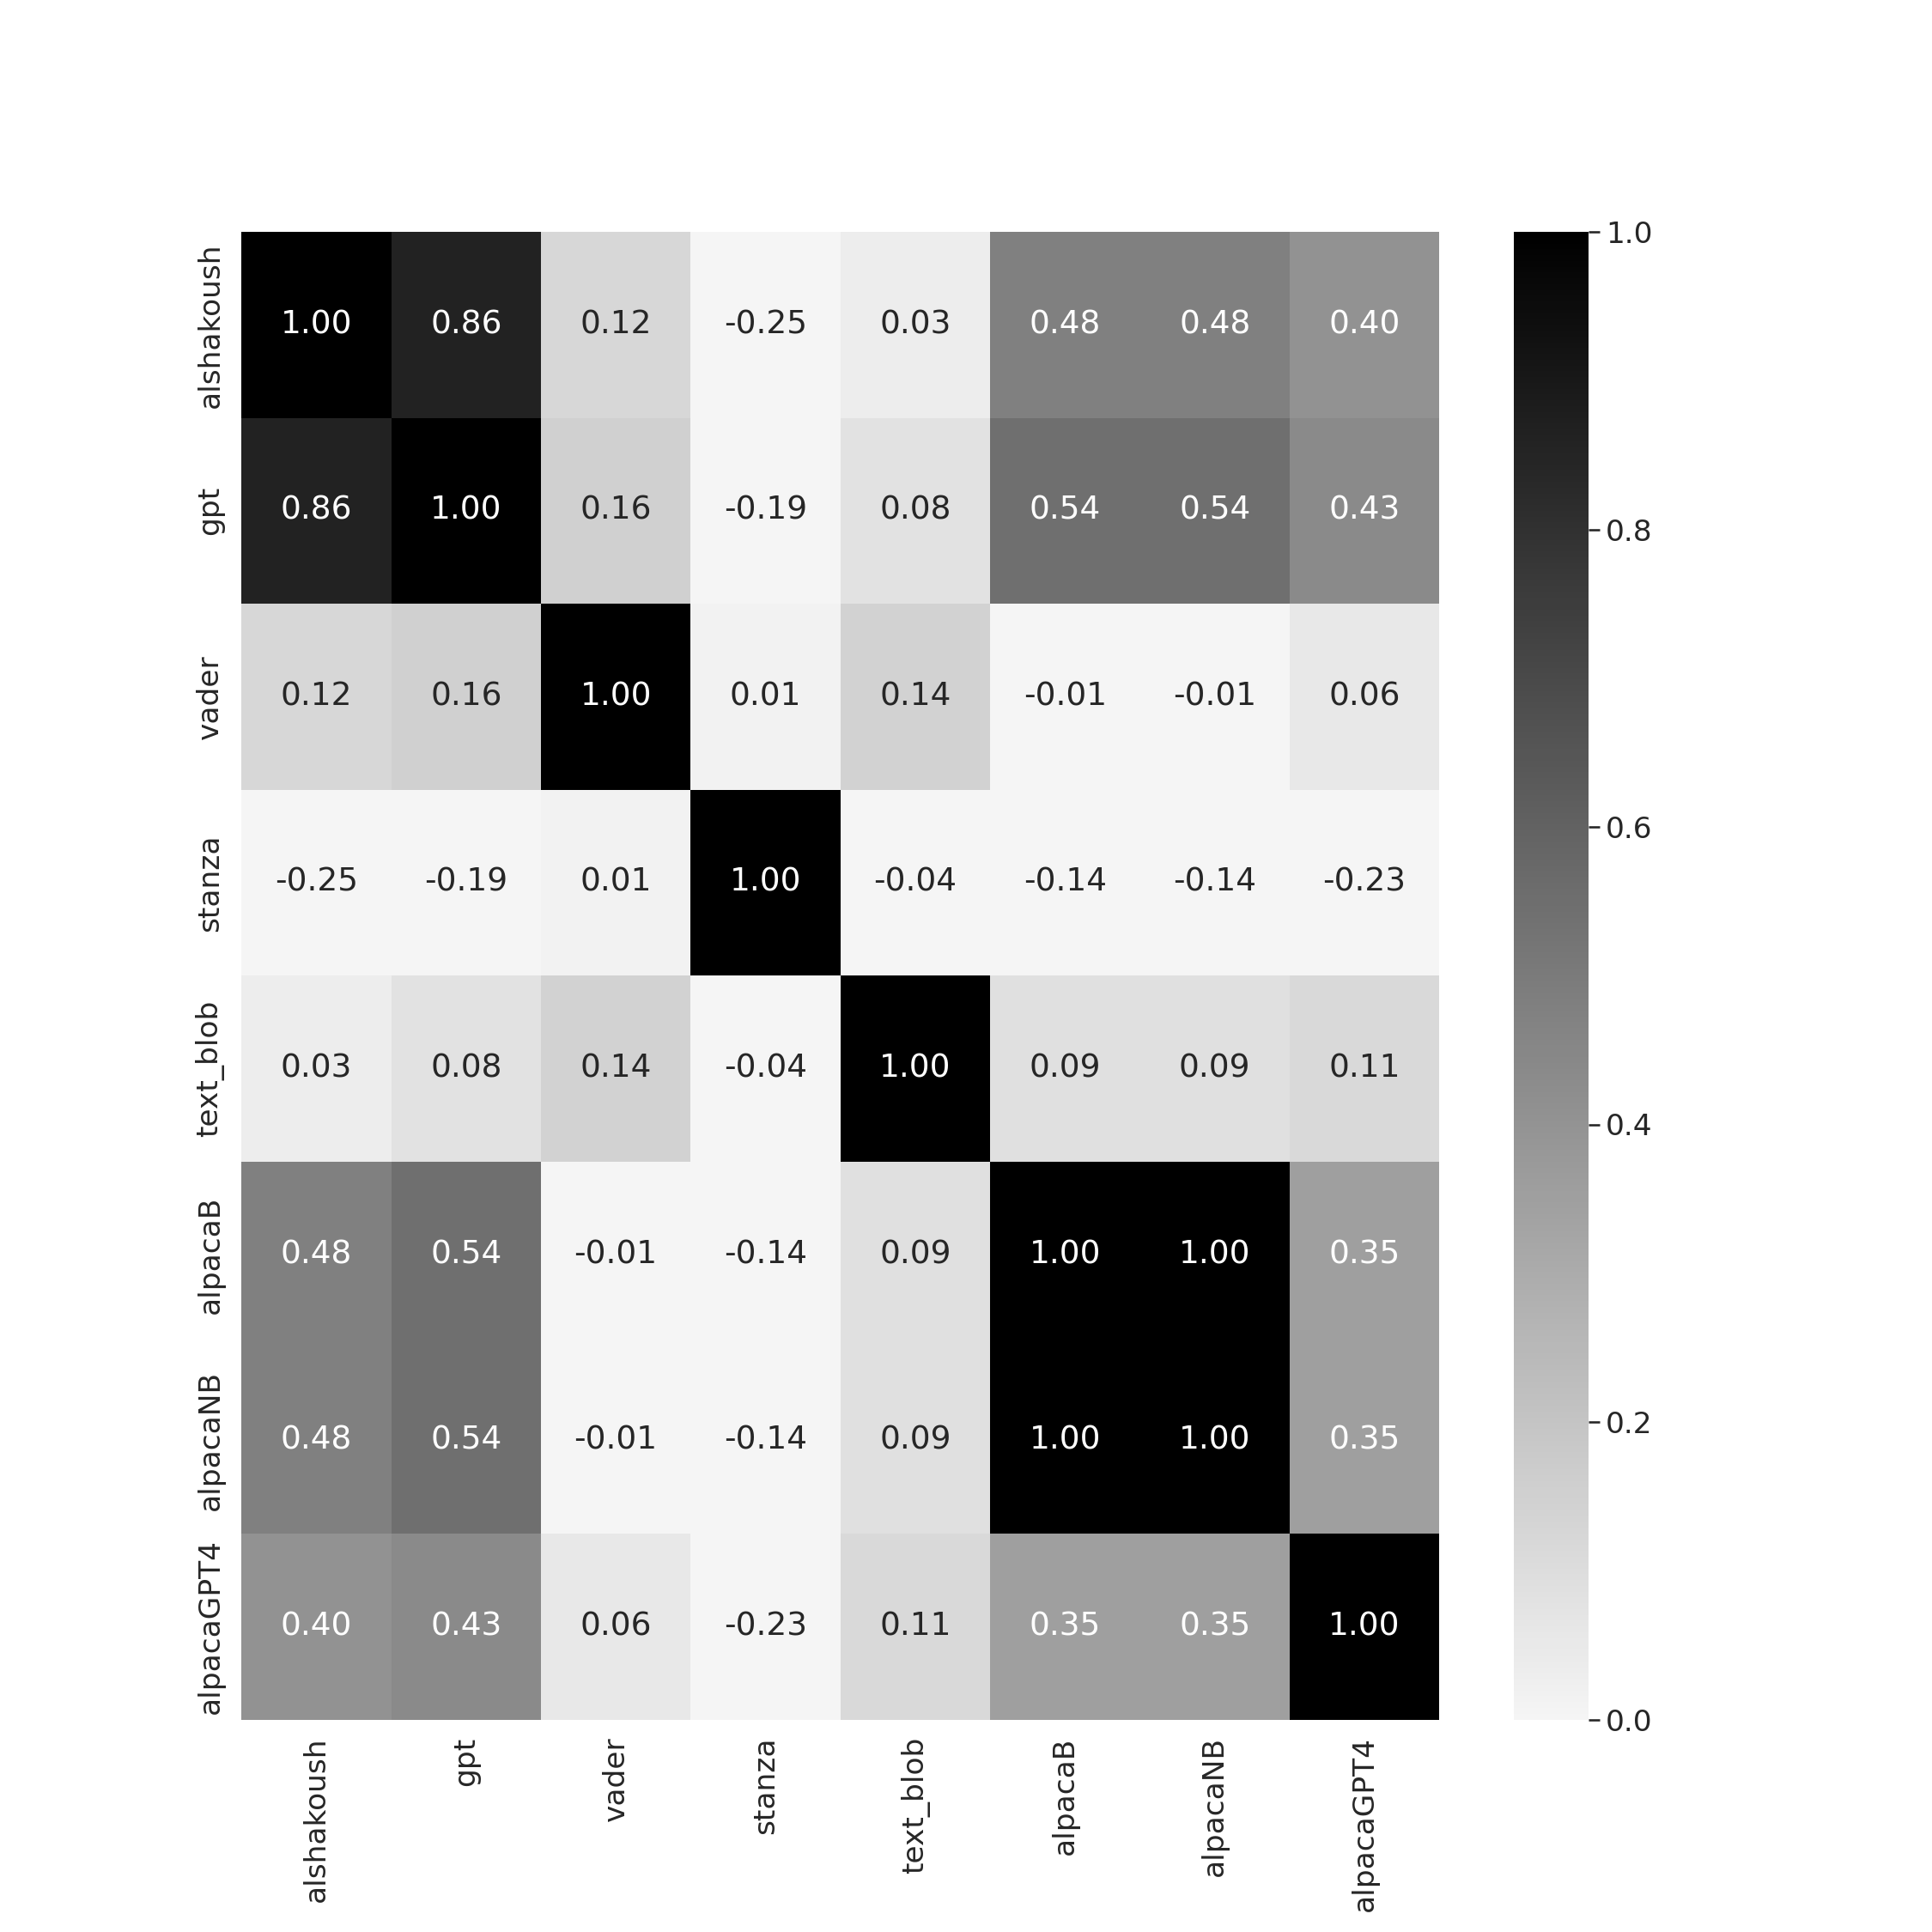 alshakoush 1.00 0.86 0.12 -0.25 0.03 0.48 0.48 0.40
gpt 0.86 1.00 0.16 -0.19 0.08 0.54 0.54 0.43
vader 0.12 0.16 1.00 0.01 0.14 -0.01 -0.01 0.06
stanza -0.25 -0.19 0.01 1.00 -0.04 -0.14 -0.14 -0.23
text_blob 0.03 0.08 0.14 -0.04 1.00 0.09 0.09 0.11
alpacaB 0.48 0.54 -0.01 -0.14 0.09 1.00 1.00 0.35
alpacaNB 0.48 0.54 -0.01 -0.14 0.09 1.00 1.00 0.35
alpacaGPT4 0.40 0.43 0.06 -0.23 0.11 0.35 0.35 1.00
alshakoush gpt vader stanza text_blob alpacaB alpacaNB alpacaGPT4
1.0
0.8
0.6
0.4
0.2
0.0